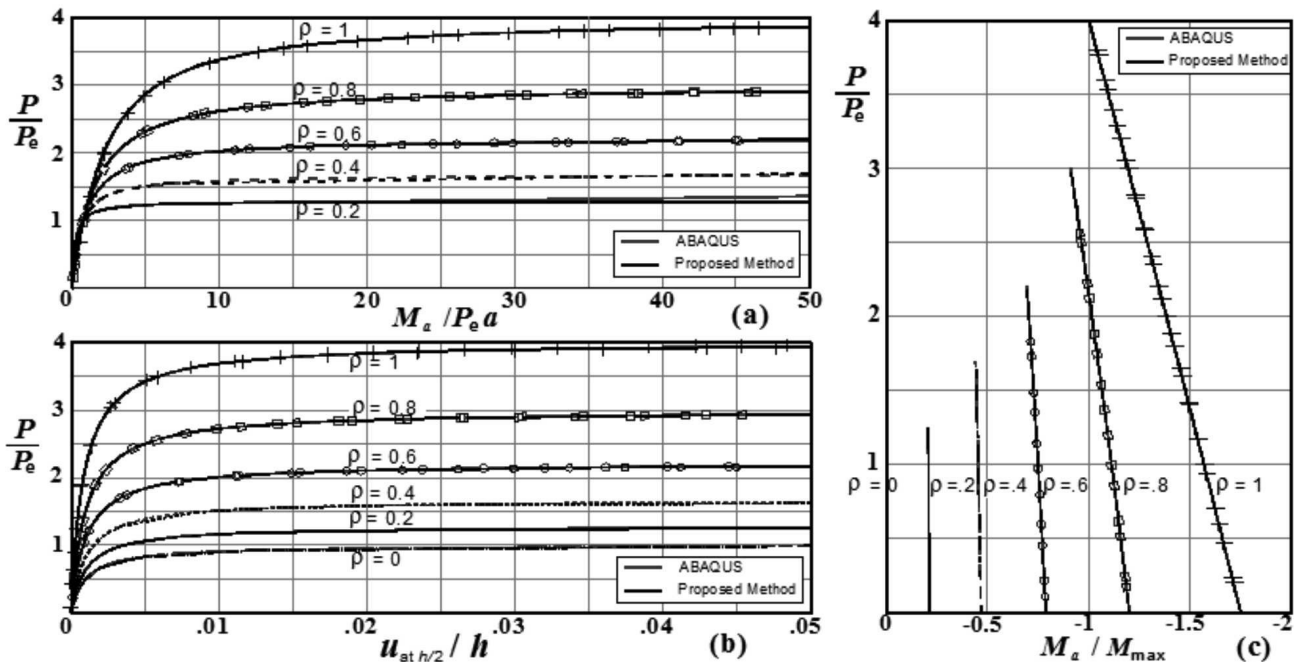 4
3
P
Pe
2
1
0
10
20
30
40
50
ρ = 1
ρ = 0.8
ρ = 0.6
ρ = 0.4
ρ = 0.2
ABAQUS
Proposed Method
Ma /Pe a
(a)
4
3
P
Pe
2
1
0
.01
.02
.03
.04
.05
ρ = 1
ρ = 0.8
ρ = 0.6
ρ = 0.4
ρ = 0.2
ρ = 0
ABAQUS
Proposed Method
uat h/2 / h
(b)
4
P
Pe
3
2
1
ABAQUS
Proposed Method
ρ = 0
ρ =.2
ρ =.4
ρ =.6
ρ =.8
ρ = 1
0
-0.5
-1
-1.5
-2
Ma / Mmax
(c)